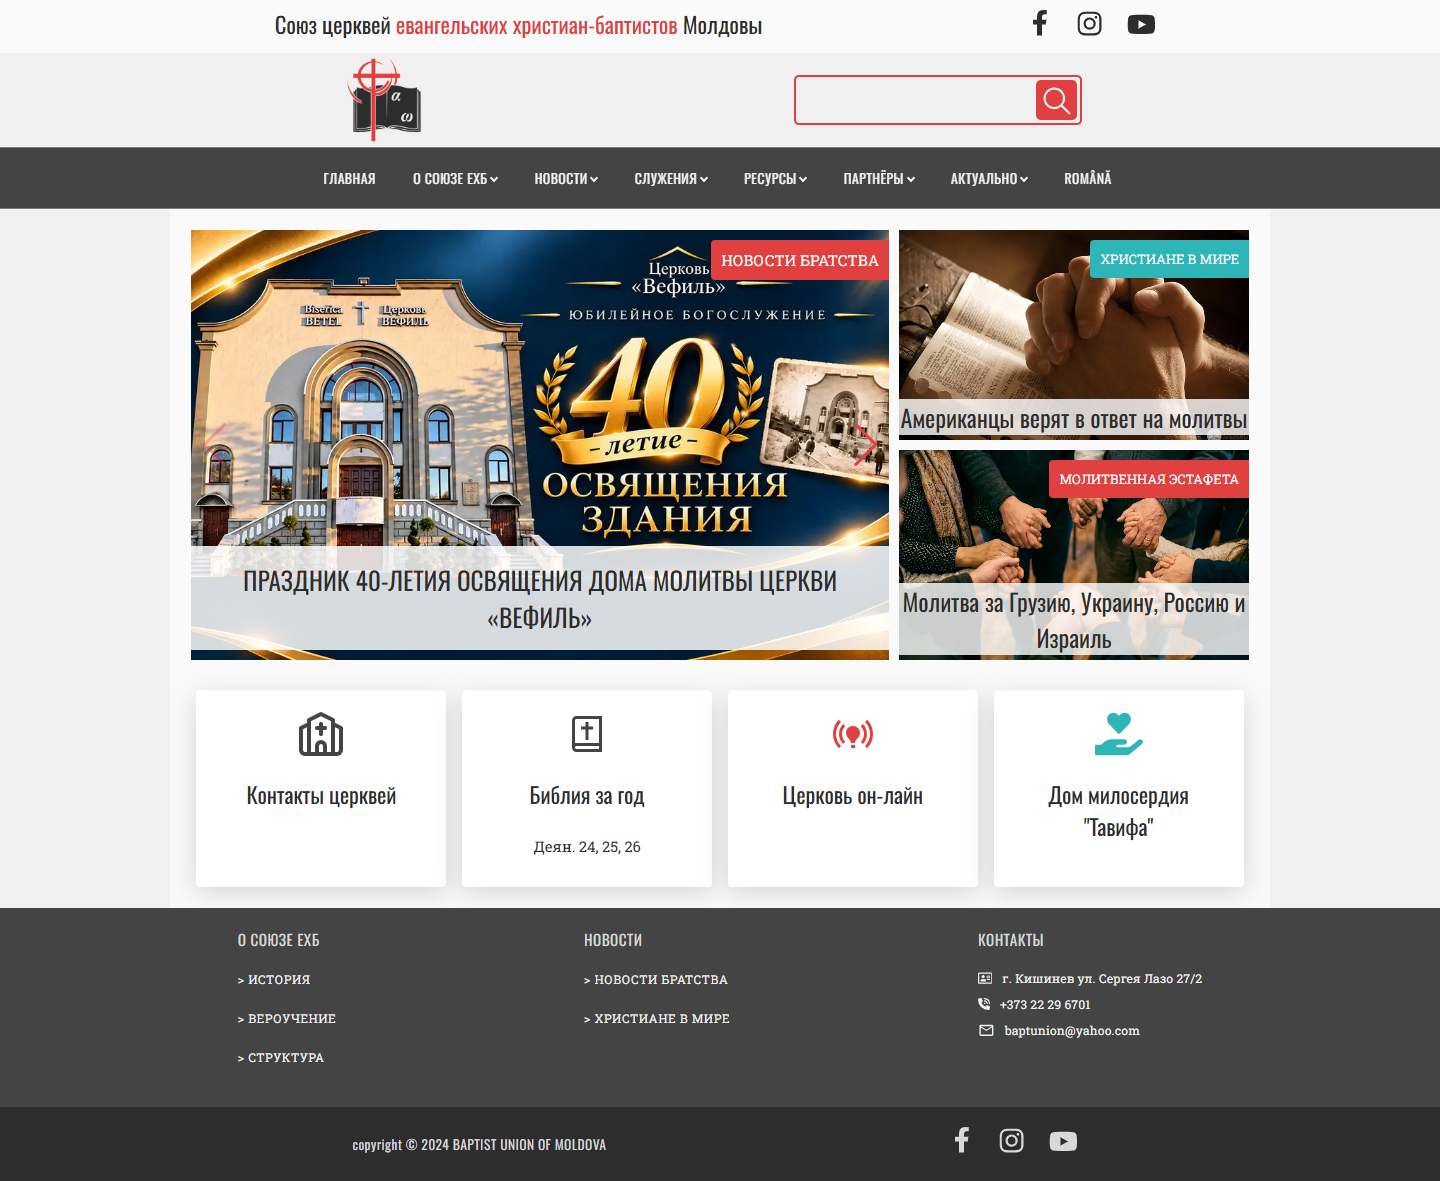 Союз церквей евангельских христиан-баптистов Молдовы
α
ω
ГЛАВНАЯ
О СОЮЗЕ ЕХБ
НОВОСТИ
СЛУЖЕНИЯ
РЕСУРСЫ
ПАРТНЁРЫ
АКТУАЛЬНО
ROMÂNĂ
НОВОСТИ БРАТСТВА
Церковь
«Вефиль»
ЮБИЛЕЙНОЕ БОГОСЛУЖЕНИЕ
Biserica
BETEL
Церковь
ВЕФИЛЬ
40
-летие-
ОСВЯЩЕНИЯ
ЗДАНИЯ
ПРАЗДНИК 40-ЛЕТИЯ ОСВЯЩЕНИЯ ДОМА МОЛИТВЫ ЦЕРКВИ
«ВЕФИЛЬ»
ХРИСТИАНЕ В МИРЕ
Американцы верят в ответ на молитвы
МОЛИТВЕННАЯ ЭСТАФЕТА
Молитва за Грузию, Украину, Россию и
Израиль
Контакты церквей
Библия за год
Деян. 24, 25, 26
Церковь он-лайн
Дом милосердия
"Тавифа"
О СОЮЗЕ ЕХБ
> ИСТОРИЯ
> ВЕРОУЧЕНИЕ
> СТРУКТУРА
НОВОСТИ
> НОВОСТИ БРАТСТВА
> ХРИСТИАНЕ В МИРЕ
КОНТАКТЫ
г. Кишинев ул. Сергея Лазо 27/2
+373 22 29 6701
baptunion@yahoo.com
copyright © 2024 BAPTIST UNION OF MOLDOVA